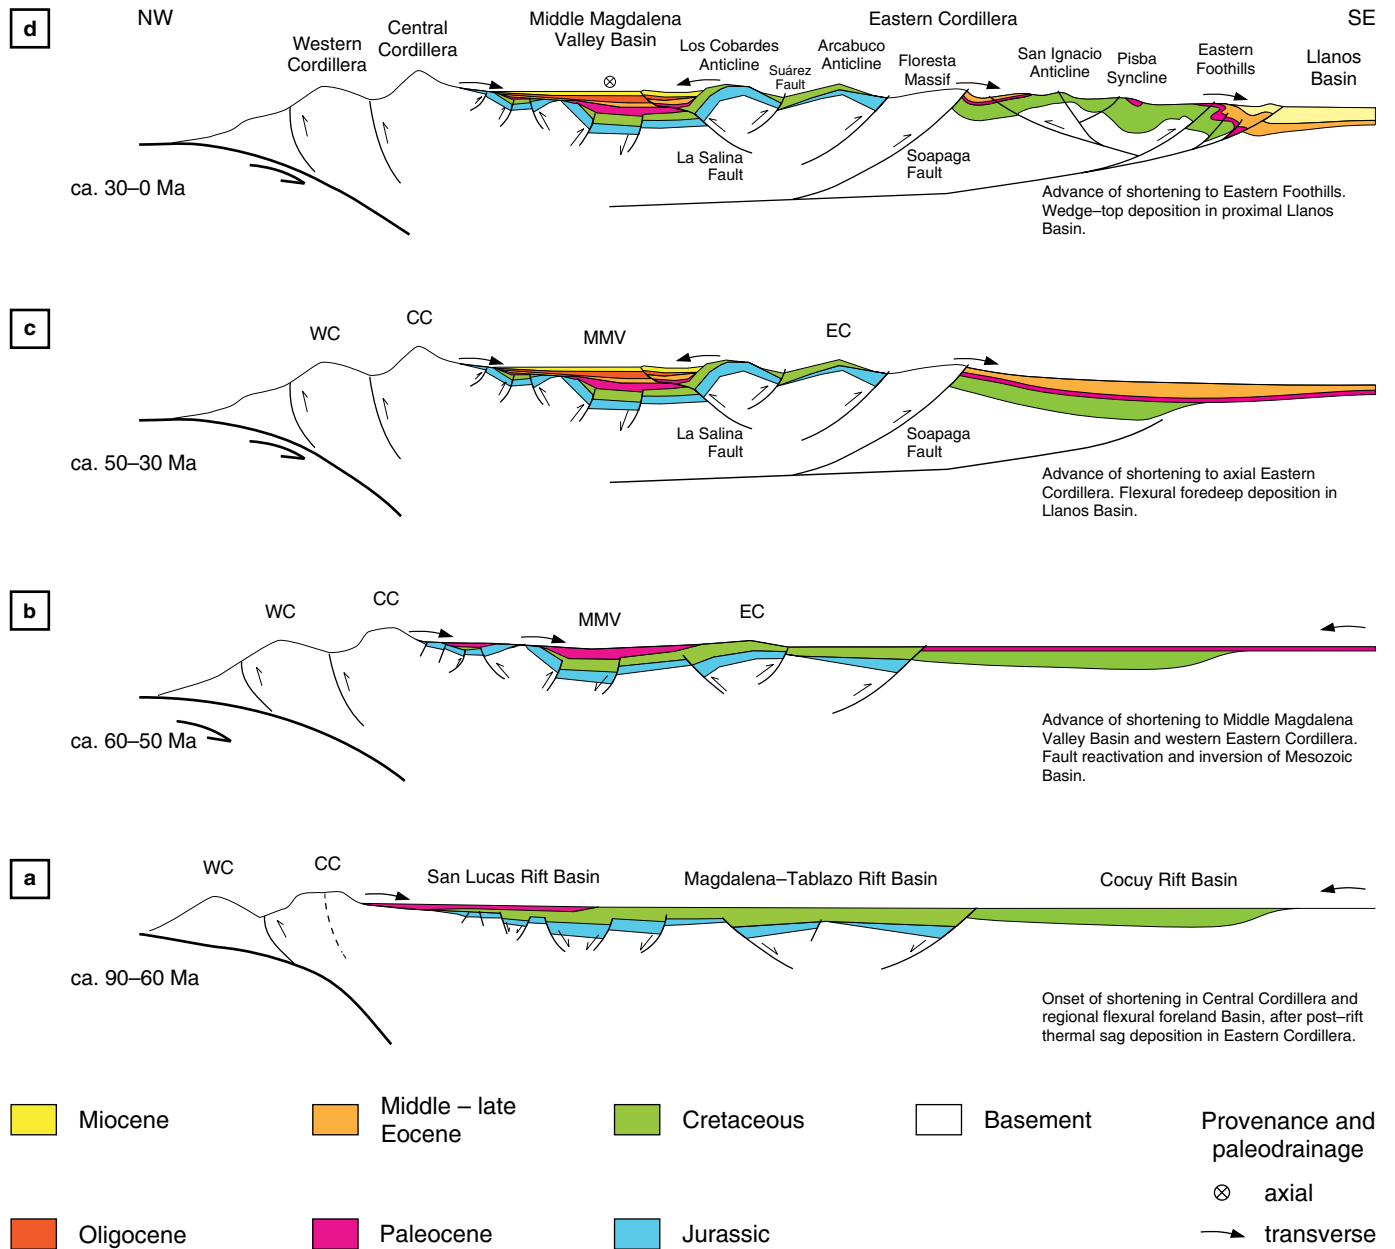 d
NW
Western
Cordillera
Central
Cordillera
Middle Magdalena
Valley Basin
Los Cobardes
Anticline
Suárez
Fault
Eastern Cordillera
Arcabuco
Anticline
Floresta
Massif
San Ignacio
Anticline
Pisba
Syncline
Eastern
Foothills
SE
Llanos
Basin
La Salina
Fault
Soapaga
Fault
ca. 30–0 Ma
Advance of shortening to Eastern Foothills.
Wedge–top deposition in proximal Llanos
Basin.
c
WC
CC
MMV
EC
La Salina
Fault
Soapaga
Fault
ca. 50–30 Ma
Advance of shortening to axial Eastern
Cordillera. Flexural foredeep deposition in
Llanos Basin.
b
WC
CC
MMV
EC
ca. 60–50 Ma
Advance of shortening to Middle Magdalena
Valley Basin and western Eastern Cordillera.
Fault reactivation and inversion of Mesozoic
Basin.
a
WC
CC
San Lucas Rift Basin
Magdalena–Tablazo Rift Basin
Cocuy Rift Basin
ca. 90–60 Ma
Onset of shortening in Central Cordillera and
regional flexural foreland Basin, after post–rift
thermal sag deposition in Eastern Cordillera.
Miocene
Middle – late
Eocene
Cretaceous
Basement
Provenance and
paleodrainage
axial
transverse
Oligocene
Paleocene
Jurassic